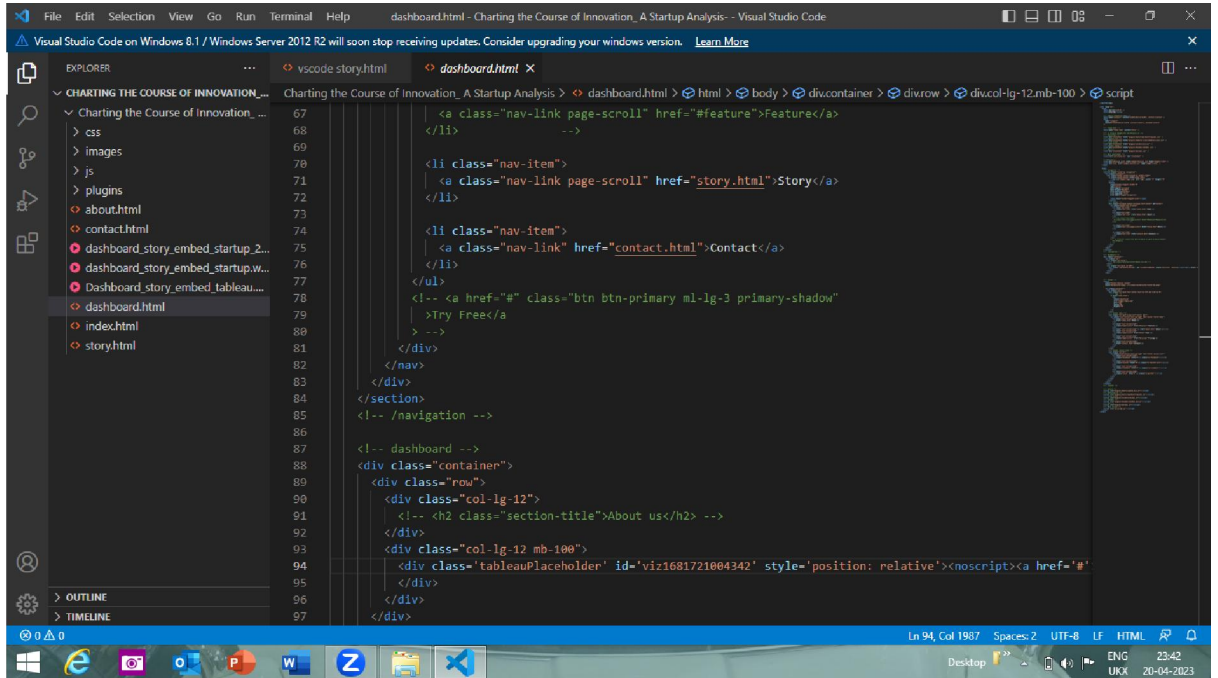 File Edit Selection View Go Run Terminal Help dashboard.html - Charting the Course of Innovation_ A Startup Analysis- - Visual Studio Code
Visual Studio Code on Windows 8.1 / Windows Server 2012 R2 will soon stop receiving updates. Consider upgrading your windows version. Learn More
EXPLORER ...
CHARTING THE COURSE OF INNOVATION_...
Charting the Course of Innovation_ ...
> css
> images
> js
> plugins
about.html
contact.html
dashboard_story_embed_startup_2...
dashboard_story_embed_startup.w...
Dashboard_story_embed_tableau....
dashboard.html
index.html
story.html
> OUTLINE
> TIMELINE
vscode story.html dashboard.html
Charting the Course of Innovation_ A Startup Analysis > dashboard.html > html > body > div.container > div.row > div.col-lg-12.mb-100 > script
67 <a class="nav-link page-scroll" href="#feature">Feature</a>
68 </li> -->
69
70 <li class="nav-item">
71 <a class="nav-link page-scroll" href="story.html">Story</a>
72 </li>
73
74 <li class="nav-item">
75 <a class="nav-link" href="contact.html">Contact</a>
76 </li>
77 </ul>
78 <!-- <a href="#" class="btn btn-primary ml-lg-3 primary-shadow"
79 >Try Free</a
80 > -->
81 </div>
82 </nav>
83 </div>
84 </section>
85 <!-- /navigation -->
86
87 <!-- dashboard -->
88 <div class="container">
89 <div class="row">
90 <div class="col-lg-12">
91 <!-- <h2 class="section-title">About us</h2> -->
92 </div>
93 <div class="col-lg-12 mb-100">
94 <div class='tableauPlaceholder' id='viz1681721004342' style='position: relative'><noscript><a href='#'
95 </div>
96 </div>
97 </div>
0 0 Ln 94, Col 1987 Spaces: 2 UTF-8 LF HTML
Desktop ENG 23:42
UKX 20-04-2023